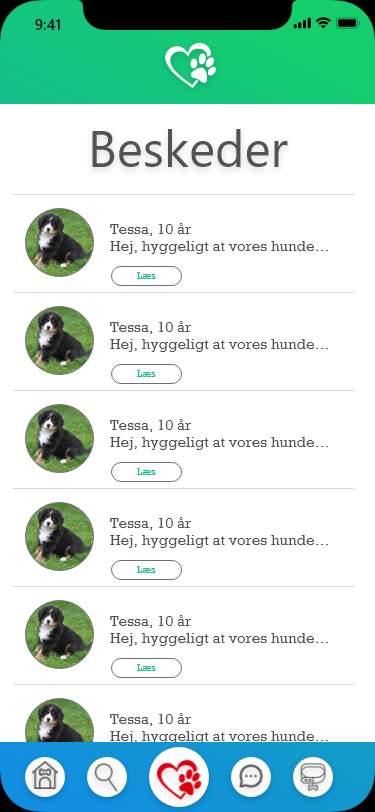 9:41
Beskeder
Tessa, 10 år
Hej, hyggeligt at vores hunde...
Læs
Tessa, 10 år
Hej, hyggeligt at vores hunde...
Læs
Tessa, 10 år
Hej, hyggeligt at vores hunde...
Læs
Tessa, 10 år
Hej, hyggeligt at vores hunde...
Læs
Tessa, 10 år
Hej, hyggeligt at vores hunde...
Læs
Tessa, 10 år
Hej, hyggeligt at vores hunde...